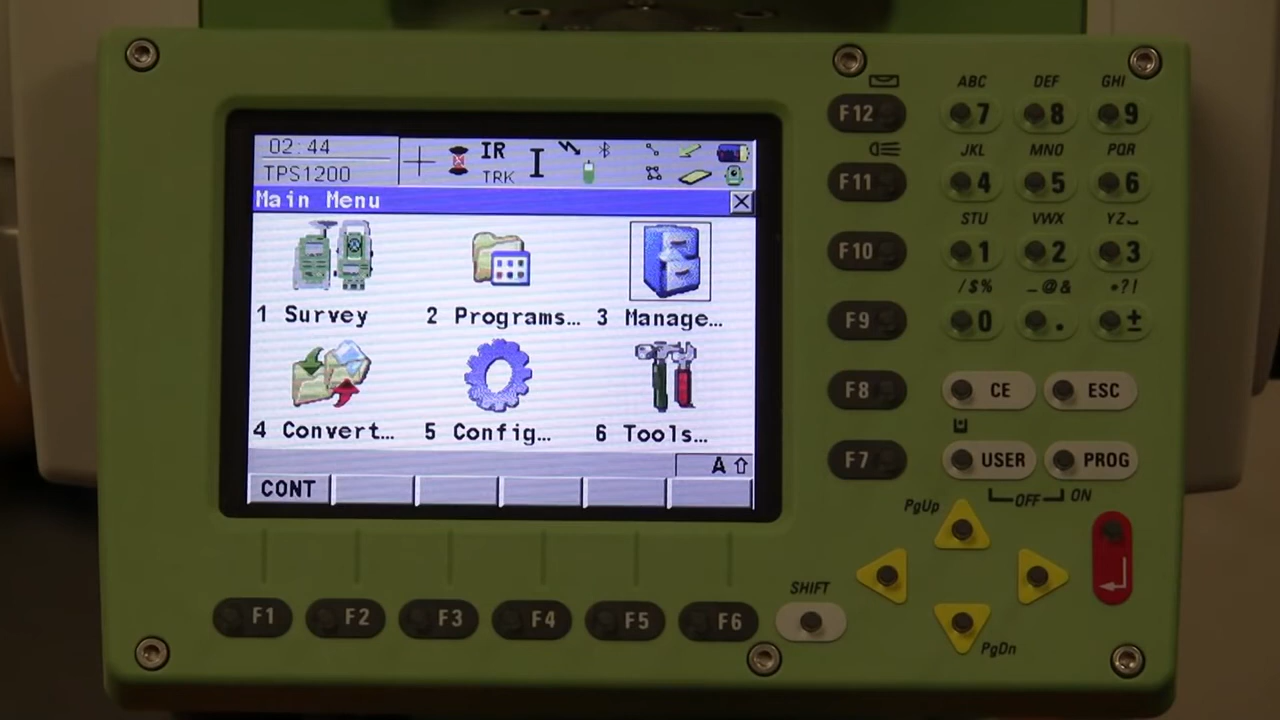 02:44
TPS1200
IR
TRK
Main Menu
1 Survey
2 Programs…
3 Manage…
4 Convert…
5 Config…
6 Tools…
A
CONT
F1
F2
F3
F4
F5
F6
SHIFT
F12
F11
F10
F9
F8
F7
ABC
DEF
GHI
7
8
9
JKL
MNO
PQR
4
5
6
STU
VWX
YZ⎵
1
2
3
/$%
_@&
•?!
0
.
±
CE
ESC
USER
PROG
OFF
ON
PgUp
PgDn